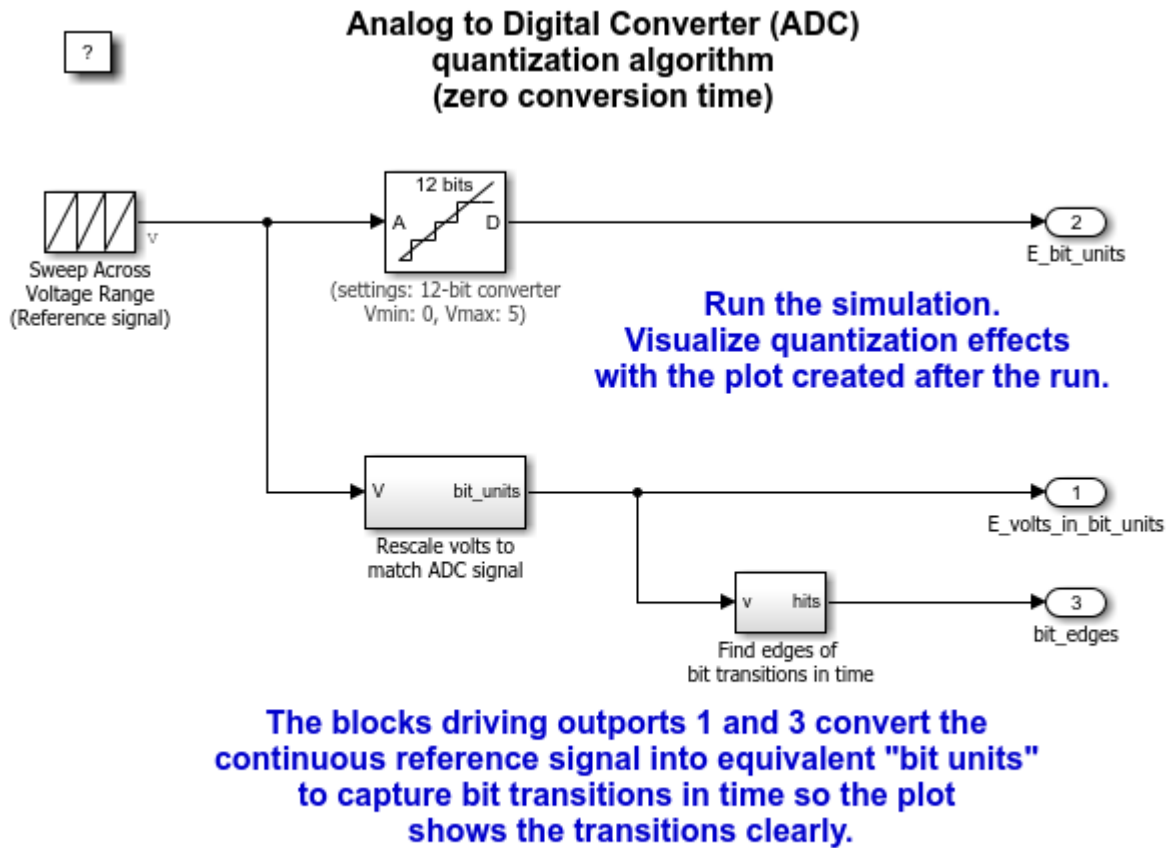 Analog to Digital Converter (ADC)
quantization algorithm
(zero conversion time)
?
12 bits
A
D
v
2
E_bit_units
Sweep Across
Voltage Range
(Reference signal)
(settings: 12-bit converter
Vmin: 0, Vmax: 5)
Run the simulation.
Visualize quantization effects
with the plot created after the run.
V
bit_units
1
E_volts_in_bit_units
Rescale volts to
match ADC signal
v
hits
3
bit_edges
Find edges of
bit transitions in time
The blocks driving outports 1 and 3 convert the
continuous reference signal into equivalent "bit units"
to capture bit transitions in time so the plot
shows the transitions clearly.